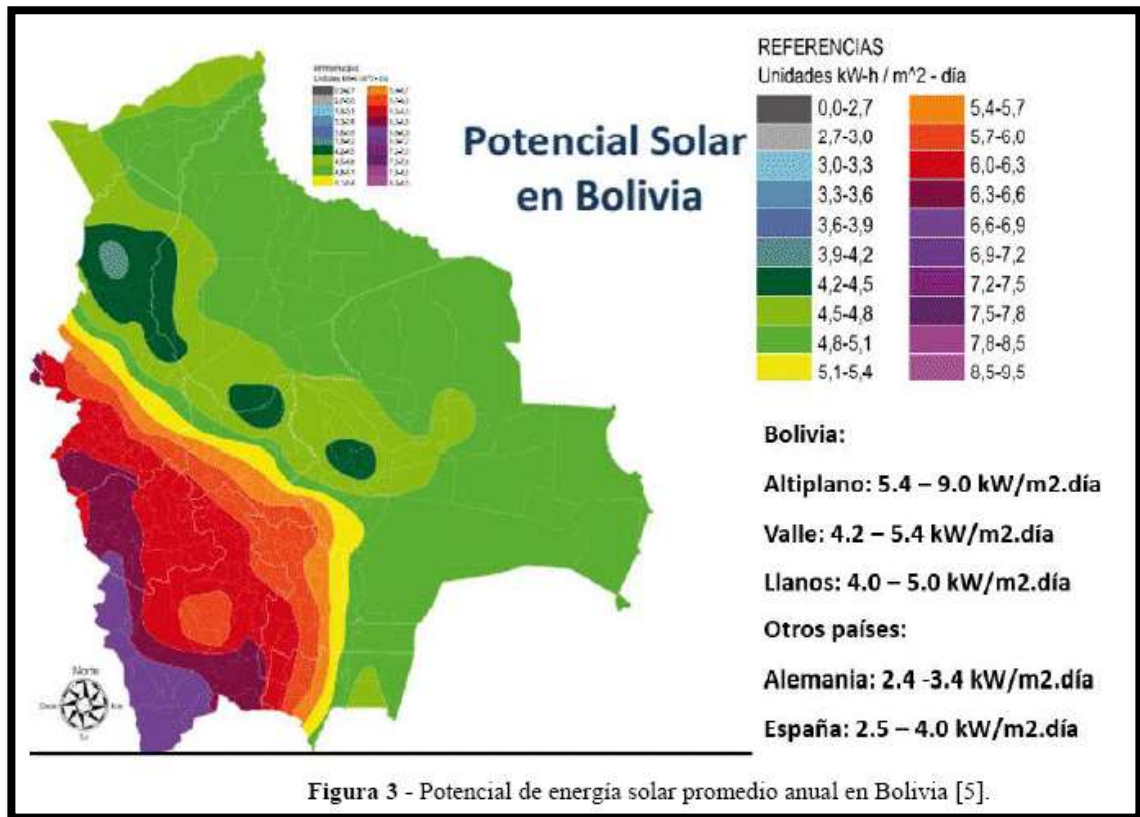 Potencial Solar
en Bolivia
REFERENCIAS
Unidades kW-h / m^2 - día
0,0-2,7
2,7-3,0
3,0-3,3
3,3-3,6
3,6-3,9
3,9-4,2
4,2-4,5
4,5-4,8
4,8-5,1
5,1-5,4
5,4-5,7
5,7-6,0
6,0-6,3
6,3-6,6
6,6-6,9
6,9-7,2
7,2-7,5
7,5-7,8
7,8-8,5
8,5-9,5
Bolivia:
Altiplano: 5.4 – 9.0 kW/m2.día
Valle: 4.2 – 5.4 kW/m2.día
Llanos: 4.0 – 5.0 kW/m2.día
Otros países:
Alemania: 2.4 -3.4 kW/m2.día
España: 2.5 – 4.0 kW/m2.día
Norte
Figura 3 - Potencial de energía solar promedio anual en Bolivia [5].